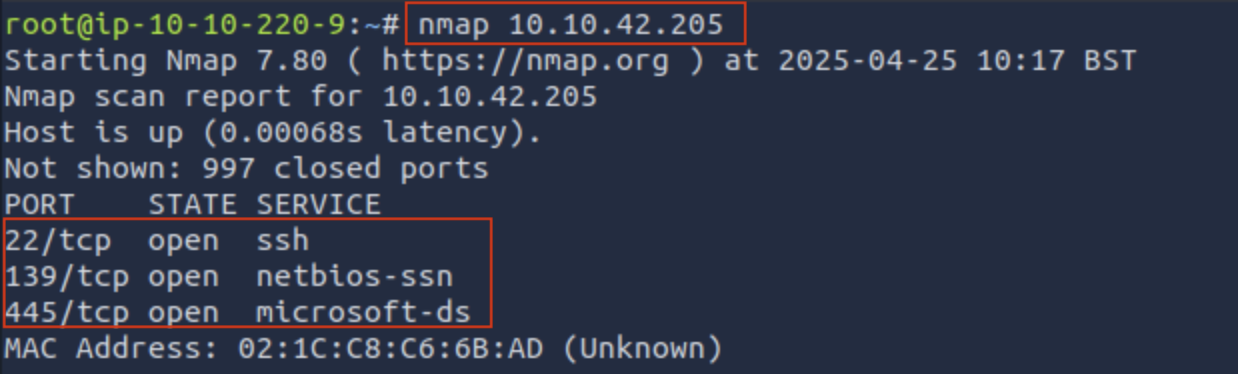 root@ip-10-10-220-9:~# nmap 10.10.42.205
Starting Nmap 7.80 ( https://nmap.org ) at 2025-04-25 10:17 BST
Nmap scan report for 10.10.42.205
Host is up (0.00068s latency).
Not shown: 997 closed ports
PORT    STATE SERVICE
22/tcp  open  ssh
139/tcp open  netbios-ssn
445/tcp open  microsoft-ds
MAC Address: 02:1C:C8:C6:6B:AD (Unknown)